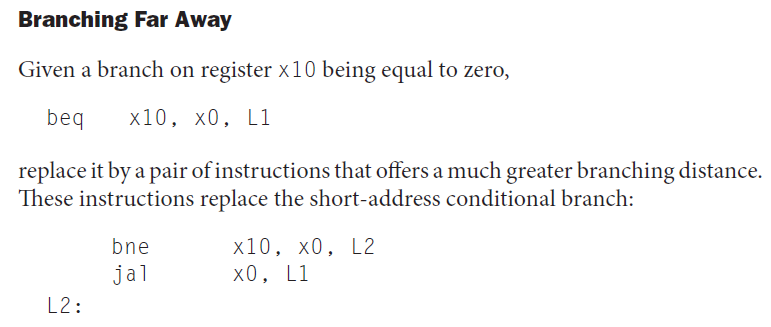 Branching Far Away
Given a branch on register x10 being equal to zero,
beq x10, x0, L1
replace it by a pair of instructions that offers a much greater branching distance.
These instructions replace the short-address conditional branch:
bne x10, x0, L2
jal x0, L1
L2: